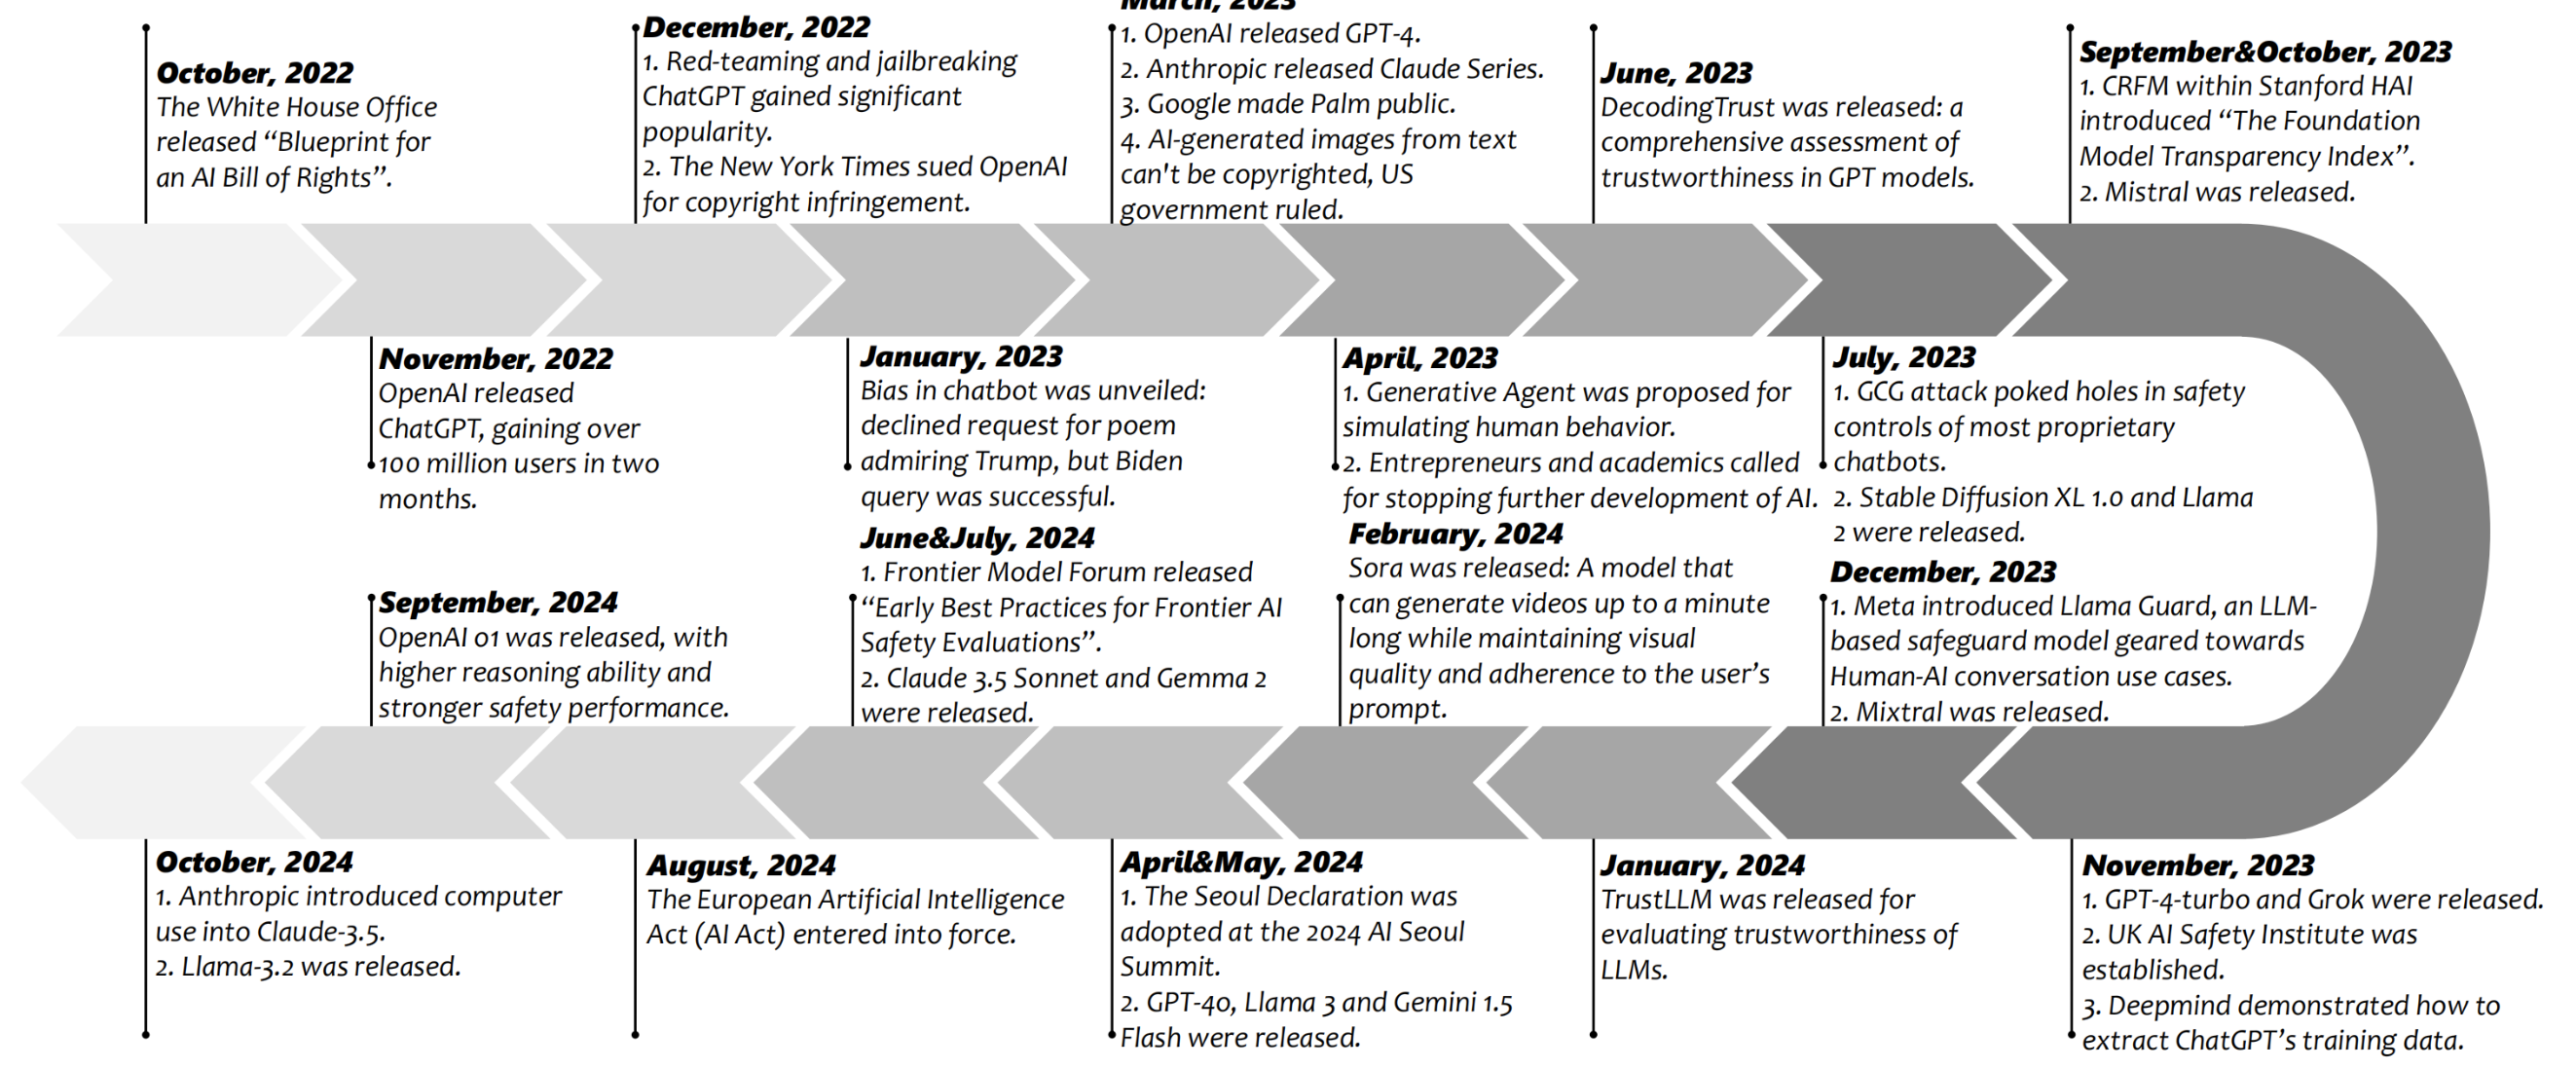 October, 2022
The White House Office
released “Blueprint for
an AI Bill of Rights”.
December, 2022
1. Red-teaming and jailbreaking
ChatGPT gained significant
popularity.
2. The New York Times sued OpenAI
for copyright infringement.
March, 2023
1. OpenAI released GPT-4.
2. Anthropic released Claude Series.
3. Google made Palm public.
4. AI-generated images from text
can't be copyrighted, US
government ruled.
June, 2023
DecodingTrust was released: a
comprehensive assessment of
trustworthiness in GPT models.
September&October, 2023
1. CRFM within Stanford HAI
introduced “The Foundation
Model Transparency Index”.
2. Mistral was released.
November, 2022
OpenAI released
ChatGPT, gaining over
100 million users in two
months.
January, 2023
Bias in chatbot was unveiled:
declined request for poem
admiring Trump, but Biden
query was successful.
April, 2023
1. Generative Agent was proposed for
simulating human behavior.
2. Entrepreneurs and academics called
for stopping further development of AI.
July, 2023
1. GCG attack poked holes in safety
controls of most proprietary
chatbots.
2. Stable Diffusion XL 1.0 and Llama
2 were released.
September, 2024
OpenAI o1 was released, with
higher reasoning ability and
stronger safety performance.
June&July, 2024
1. Frontier Model Forum released
“Early Best Practices for Frontier AI
Safety Evaluations”.
2. Claude 3.5 Sonnet and Gemma 2
were released.
February, 2024
Sora was released: A model that
can generate videos up to a minute
long while maintaining visual
quality and adherence to the user’s
prompt.
December, 2023
1. Meta introduced Llama Guard, an LLM-
based safeguard model geared towards
Human-AI conversation use cases.
2. Mixtral was released.
October, 2024
1. Anthropic introduced computer
use into Claude-3.5.
2. Llama-3.2 was released.
August, 2024
The European Artificial Intelligence
Act (AI Act) entered into force.
April&May, 2024
1. The Seoul Declaration was
adopted at the 2024 AI Seoul
Summit.
2. GPT-4o, Llama 3 and Gemini 1.5
Flash were released.
January, 2024
TrustLLM was released for
evaluating trustworthiness of
LLMs.
November, 2023
1. GPT-4-turbo and Grok were released.
2. UK AI Safety Institute was
established.
3. Deepmind demonstrated how to
extract ChatGPT’s training data.